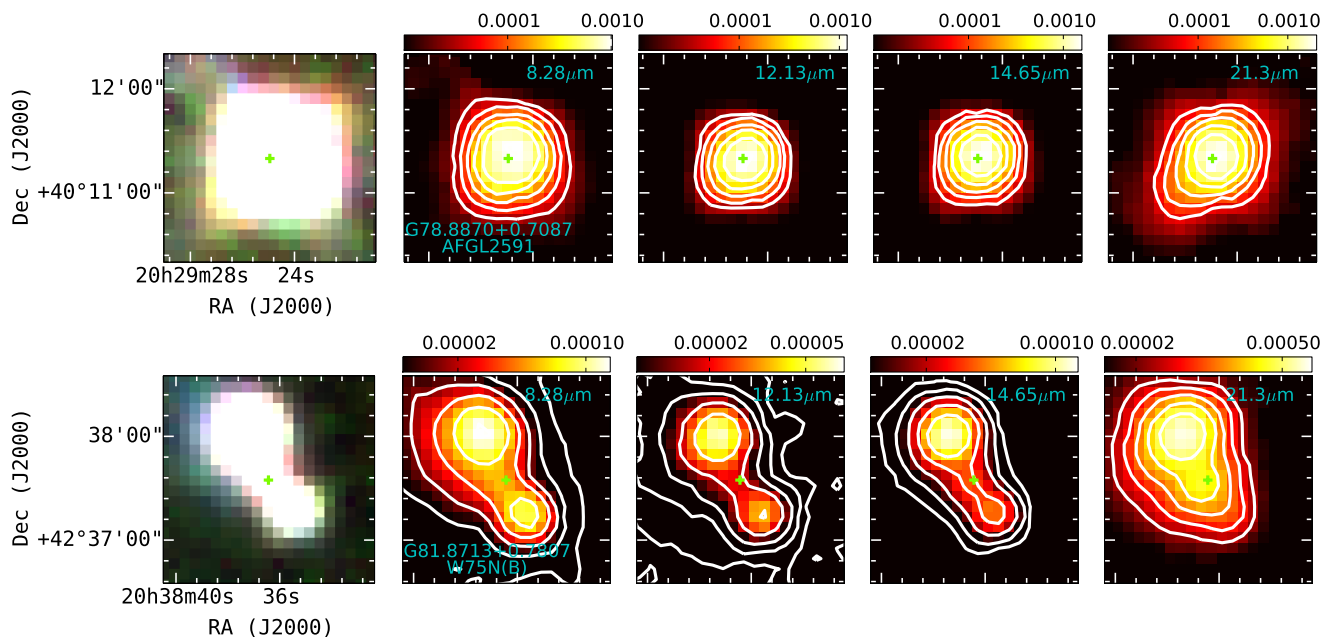 0.0001 0.0010 0.0001 0.0010 0.0001 0.0010 0.0001 0.0010
8.28μm 12.13μm 14.65μm 21.3μm
12'00"
Dec (J2000)
+40°11'00"
G78.8870+0.7087
AFGL2591
20h29m28s 24s
RA (J2000)
0.00002 0.00010 0.00002 0.00005 0.00002 0.00010 0.00002 0.00050
8.28μm 12.13μm 14.65μm 21.3μm
38'00"
Dec (J2000)
+42°37'00"
G81.8713+0.7807
W75N(B)
20h38m40s 36s
RA (J2000)